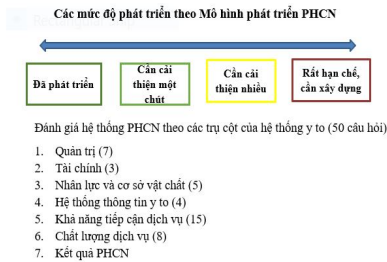 Các mức độ phát triển theo Mô hình phát triển PHCN
Đã phát triển
Cần cải
thiện một
chút
Cần cải
thiện nhiều
Rất hạn chế,
cần xây dựng
Đánh giá hệ thống PHCN theo các trụ cột của hệ thống y to (50 câu hỏi)
1. Quản trị (7)
2. Tài chính (3)
3. Nhân lực và cơ sở vật chất (5)
4. Hệ thống thông tin y to (4)
5. Khả năng tiếp cận dịch vụ (15)
6. Chất lượng dịch vụ (8)
7. Kết quả PHCN